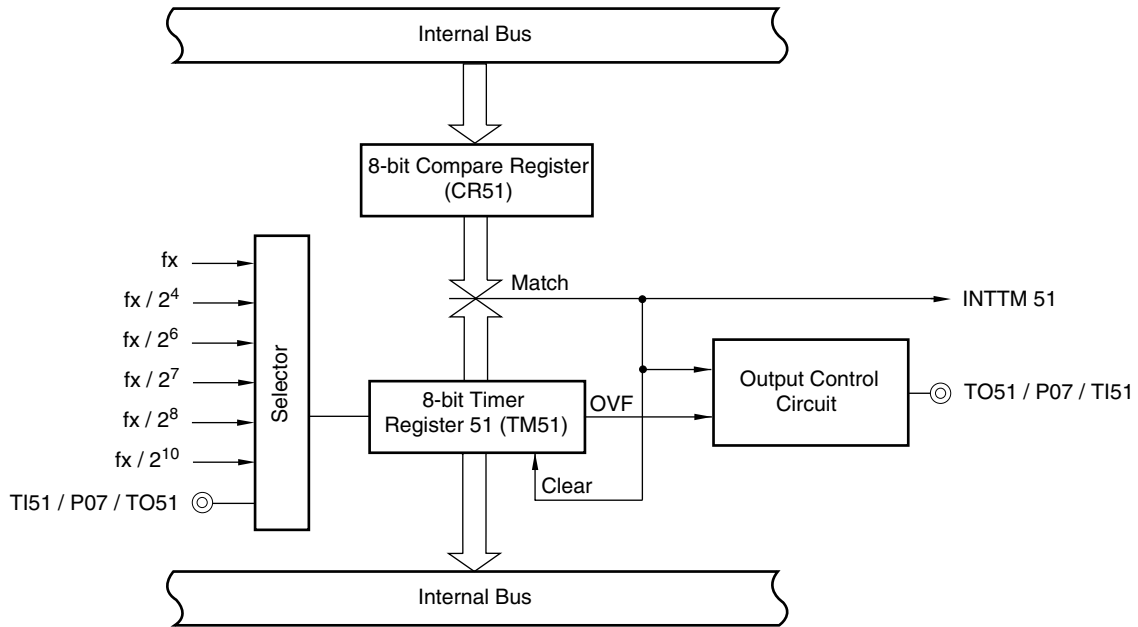 Internal Bus
8-bit Compare Register
(CR51)
fx
fx / 2⁴
fx / 2⁶
fx / 2⁷
fx / 2⁸
fx / 2¹⁰
TI51 / P07 / TO51
Selector
Match
INTTM 51
8-bit Timer
Register 51 (TM51)
OVF
Clear
Output Control
Circuit
TO51 / P07 / TI51
Internal Bus